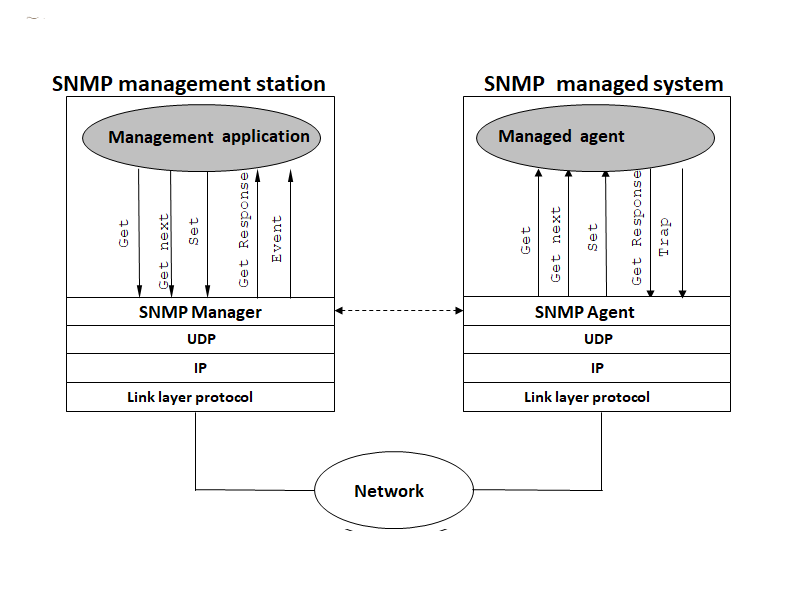 SNMP management station
Management application
Get
Get next
Set
Get Response
Event
SNMP Manager
UDP
IP
Link layer protocol
SNMP managed system
Managed agent
Get
Get next
Set
Get Response
Trap
SNMP Agent
UDP
IP
Link layer protocol
Network